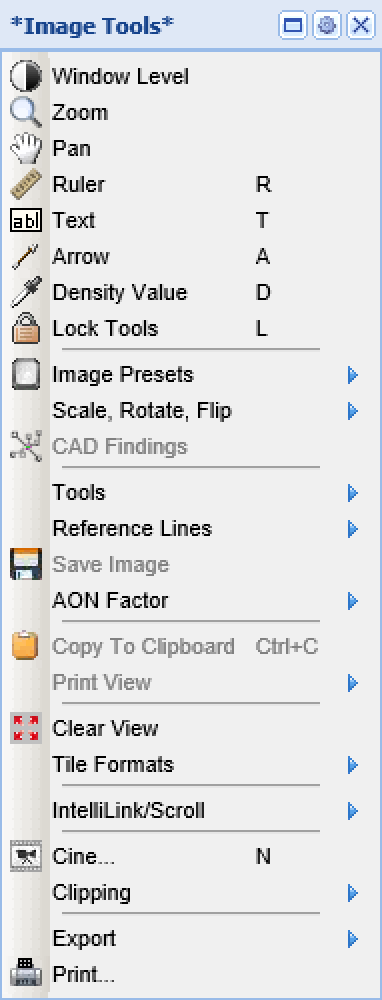 *Image Tools*
Window Level
Zoom
Pan
Ruler R
abl Text T
Arrow A
Density Value D
Lock Tools L
Image Presets
Scale, Rotate, Flip
CAD Findings
Tools
Reference Lines
Save Image
AON Factor
Copy To Clipboard Ctrl+C
Print View
Clear View
Tile Formats
IntelliLink/Scroll
Cine... N
Clipping
Export
Print...